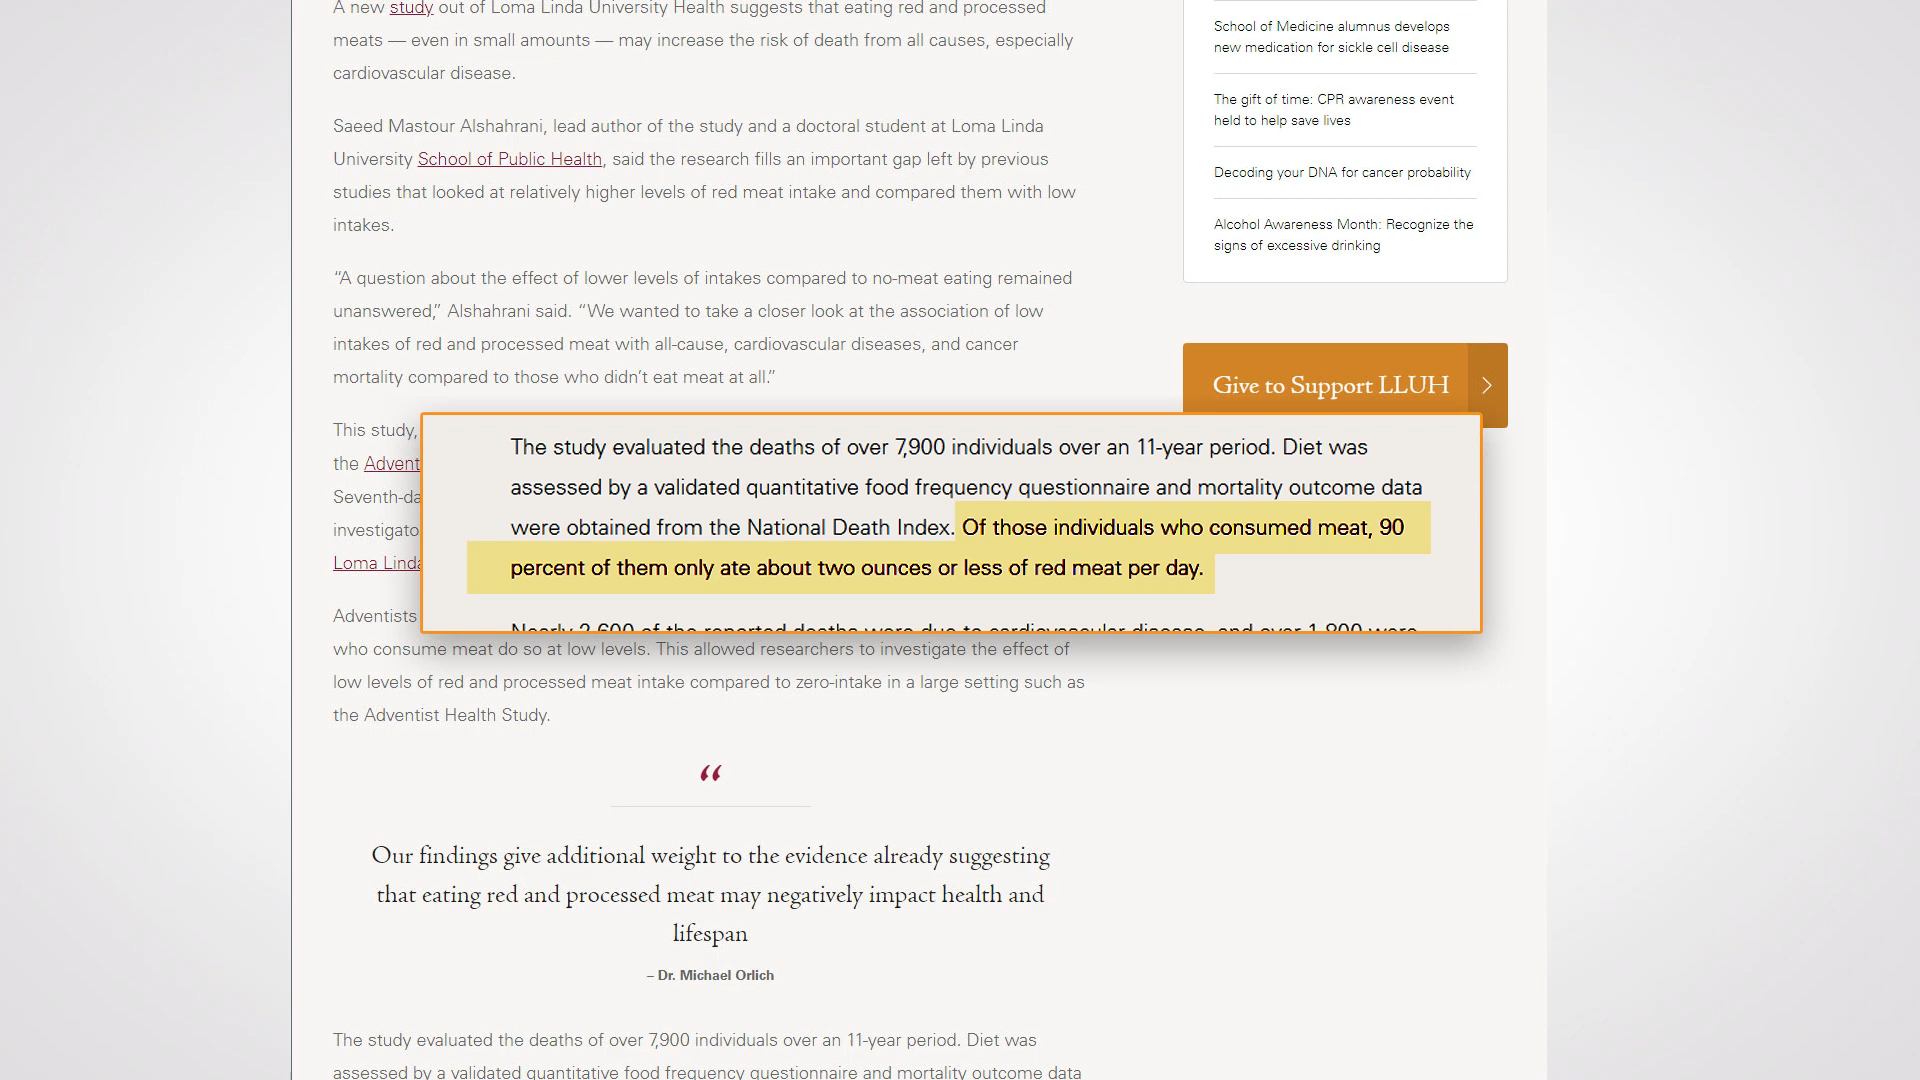 A new study out of Loma Linda University Health suggests that eating red and processed
meats — even in small amounts — may increase the risk of death from all causes, especially
cardiovascular disease.
Saeed Mastour Alshahrani, lead author of the study and a doctoral student at Loma Linda
University School of Public Health, said the research fills an important gap left by previous
studies that looked at relatively higher levels of red meat intake and compared them with low
intakes.
“A question about the effect of lower levels of intakes compared to no-meat eating remained
unanswered,” Alshahrani said. “We wanted to take a closer look at the association of low
intakes of red and processed meat with all-cause, cardiovascular diseases, and cancer
mortality compared to those who didn’t eat meat at all.”
This study,
the Advent
Seventh-da
investigato
Loma Linda
Adventists
who consume meat do so at low levels. This allowed researchers to investigate the effect of
low levels of red and processed meat intake compared to zero-intake in a large setting such as
the Adventist Health Study.
The study evaluated the deaths of over 7,900 individuals over an 11-year period. Diet was
assessed by a validated quantitative food frequency questionnaire and mortality outcome data
were obtained from the National Death Index. Of those individuals who consumed meat, 90
percent of them only ate about two ounces or less of red meat per day.
Nearly 2,600 of the reported deaths were due to cardiovascular disease, and over 1,800 were
“
Our findings give additional weight to the evidence already suggesting
that eating red and processed meat may negatively impact health and
lifespan
– Dr. Michael Orlich
The study evaluated the deaths of over 7,900 individuals over an 11-year period. Diet was
assessed by a validated quantitative food frequency questionnaire and mortality outcome data
School of Medicine alumnus develops
new medication for sickle cell disease
The gift of time: CPR awareness event
held to help save lives
Decoding your DNA for cancer probability
Alcohol Awareness Month: Recognize the
signs of excessive drinking
Give to Support LLUH